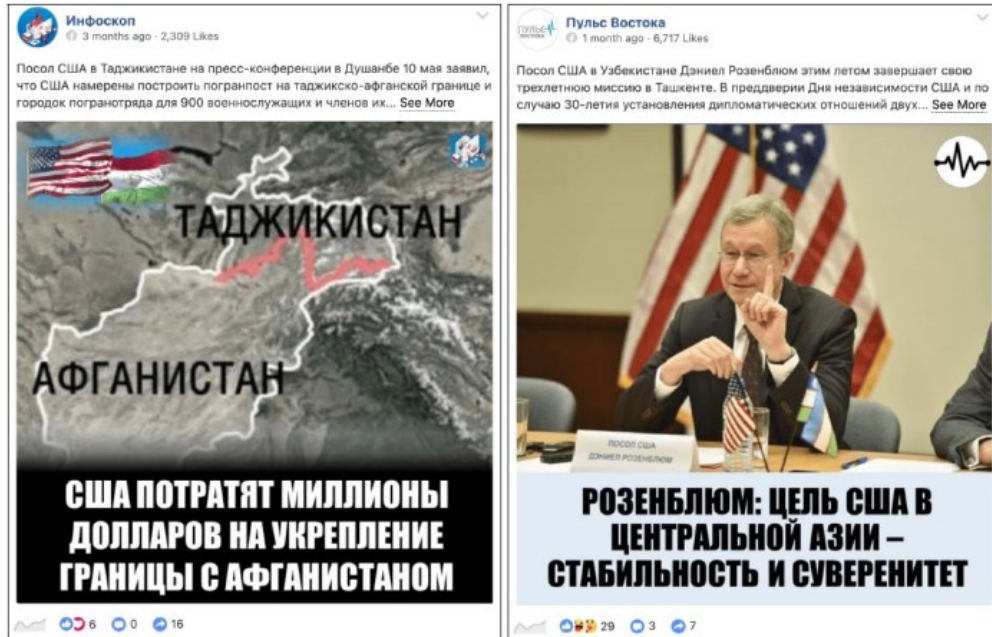 Инфоскоп
3 months ago · 2,309 Likes
Посол США в Таджикистане на пресс-конференции в Душанбе 10 мая заявил,
что США намерены построить погранпост на таджикско-афганской границе и
городок погранотряда для 900 военнослужащих и членов их... See More
ТАДЖИКИСТАН
АФГАНИСТАН
США ПОТРАТЯТ МИЛЛИОНЫ
ДОЛЛАРОВ НА УКРЕПЛЕНИЕ
ГРАНИЦЫ С АФГАНИСТАНОМ
6 0 16
Пульс Востока
1 month ago · 6,717 Likes
ПУЛЬС
ВОСТОКА
Посол США в Узбекистане Дэниел Розенблюм этим летом завершает свою
трехлетнюю миссию в Ташкенте. В преддверии Дня независимости США и по
случаю 30-летия установления дипломатических отношений двух... See More
ПОСОЛ США
ДЭНИЕЛ РОЗЕНБЛЮМ
РОЗЕНБЛЮМ: ЦЕЛЬ США В
ЦЕНТРАЛЬНОЙ АЗИИ –
СТАБИЛЬНОСТЬ И СУВЕРЕНИТЕТ
29 3 7